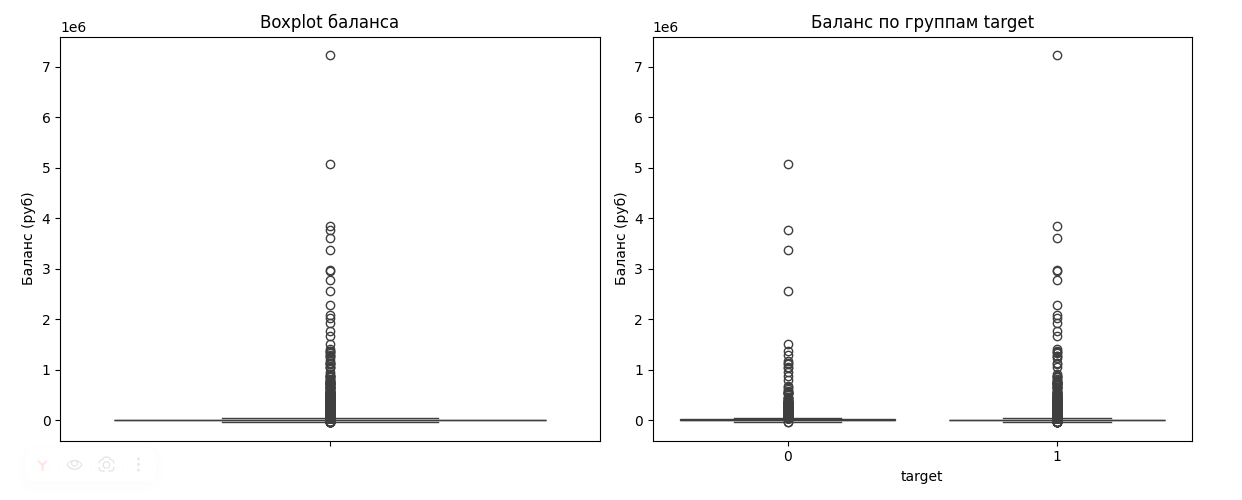 Boxplot баланса
1e6
7
6
5
4
3
2
1
0
Баланс (руб)
Баланс по группам target
1e6
7
6
5
4
3
2
1
0
Баланс (руб)
0
1
target
Y